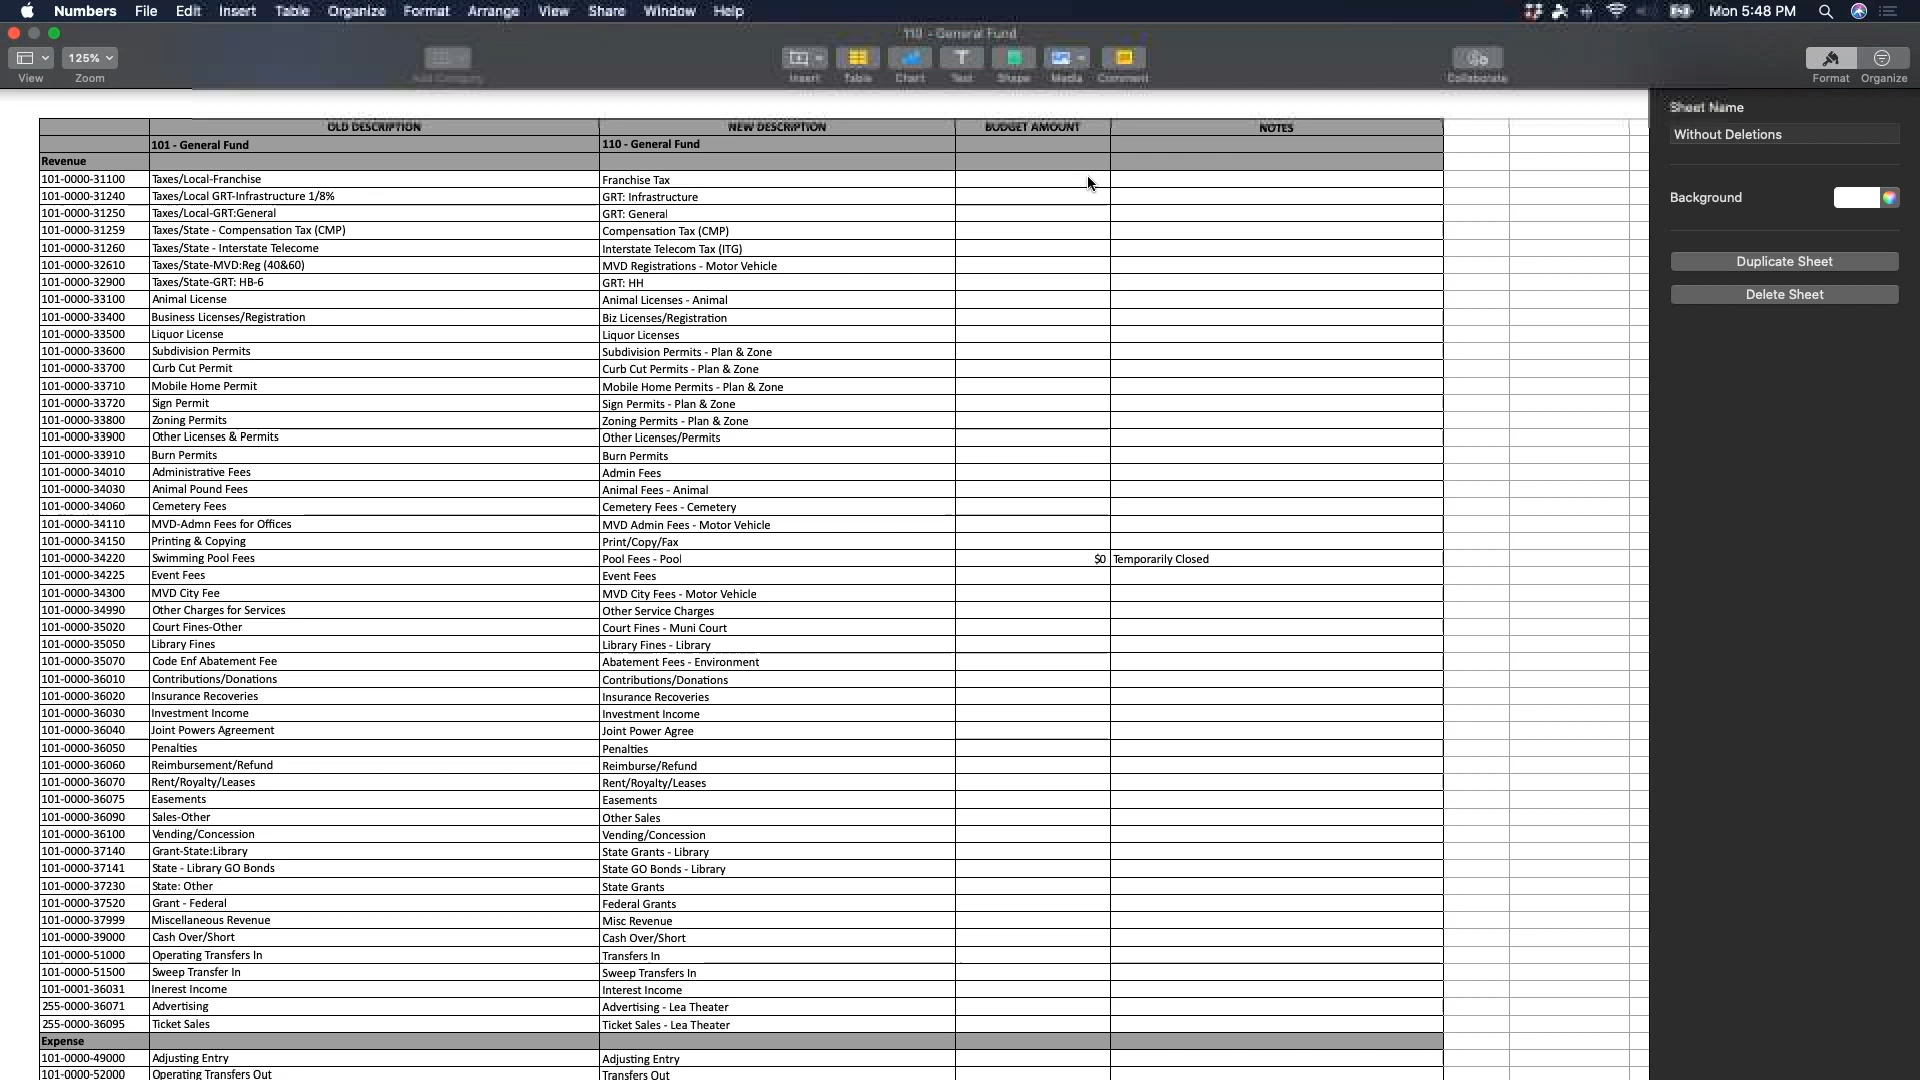 Numbers File Edit Insert Table Organize Format Arrange View Share Window Help Mon 5:48 PM
110 - General Fund
125%
View Zoom Add Category Insert Table Chart Text Shape Media Comment Collaborate Format Organize
Sheet Name
Without Deletions
Background
Duplicate Sheet
Delete Sheet
OLD DESCRIPTION NEW DESCRIPTION BUDGET AMOUNT NOTES
101 - General Fund 110 - General Fund
Revenue
101-0000-31100 Taxes/Local-Franchise Franchise Tax
101-0000-31240 Taxes/Local GRT-Infrastructure 1/8% GRT: Infrastructure
101-0000-31250 Taxes/Local-GRT:General GRT: General
101-0000-31259 Taxes/State - Compensation Tax (CMP) Compensation Tax (CMP)
101-0000-31260 Taxes/State - Interstate Telecome Interstate Telecom Tax (ITG)
101-0000-32610 Taxes/State-MVD:Reg (40&60) MVD Registrations - Motor Vehicle
101-0000-32900 Taxes/State-GRT: HB-6 GRT: HH
101-0000-33100 Animal License Animal Licenses - Animal
101-0000-33400 Business Licenses/Registration Biz Licenses/Registration
101-0000-33500 Liquor License Liquor Licenses
101-0000-33600 Subdivision Permits Subdivision Permits - Plan & Zone
101-0000-33700 Curb Cut Permit Curb Cut Permits - Plan & Zone
101-0000-33710 Mobile Home Permit Mobile Home Permits - Plan & Zone
101-0000-33720 Sign Permit Sign Permits - Plan & Zone
101-0000-33800 Zoning Permits Zoning Permits - Plan & Zone
101-0000-33900 Other Licenses & Permits Other Licenses/Permits
101-0000-33910 Burn Permits Burn Permits
101-0000-34010 Administrative Fees Admin Fees
101-0000-34030 Animal Pound Fees Animal Fees - Animal
101-0000-34060 Cemetery Fees Cemetery Fees - Cemetery
101-0000-34110 MVD-Admn Fees for Offices MVD Admin Fees - Motor Vehicle
101-0000-34150 Printing & Copying Print/Copy/Fax
101-0000-34220 Swimming Pool Fees Pool Fees - Pool $0 Temporarily Closed
101-0000-34225 Event Fees Event Fees
101-0000-34300 MVD City Fee MVD City Fees - Motor Vehicle
101-0000-34990 Other Charges for Services Other Service Charges
101-0000-35020 Court Fines-Other Court Fines - Muni Court
101-0000-35050 Library Fines Library Fines - Library
101-0000-35070 Code Enf Abatement Fee Abatement Fees - Environment
101-0000-36010 Contributions/Donations Contributions/Donations
101-0000-36020 Insurance Recoveries Insurance Recoveries
101-0000-36030 Investment Income Investment Income
101-0000-36040 Joint Powers Agreement Joint Power Agree
101-0000-36050 Penalties Penalties
101-0000-36060 Reimbursement/Refund Reimburse/Refund
101-0000-36070 Rent/Royalty/Leases Rent/Royalty/Leases
101-0000-36075 Easements Easements
101-0000-36090 Sales-Other Other Sales
101-0000-36100 Vending/Concession Vending/Concession
101-0000-37140 Grant-State:Library State Grants - Library
101-0000-37141 State - Library GO Bonds State GO Bonds - Library
101-0000-37230 State: Other State Grants
101-0000-37520 Grant - Federal Federal Grants
101-0000-37999 Miscellaneous Revenue Misc Revenue
101-0000-39000 Cash Over/Short Cash Over/Short
101-0000-51000 Operating Transfers In Transfers In
101-0000-51500 Sweep Transfer In Sweep Transfers In
101-0001-36031 Inerest Income Interest Income
255-0000-36071 Advertising Advertising - Lea Theater
255-0000-36095 Ticket Sales Ticket Sales - Lea Theater
Expense
101-0000-49000 Adjusting Entry Adjusting Entry
101-0000-52000 Operating Transfers Out Transfers Out